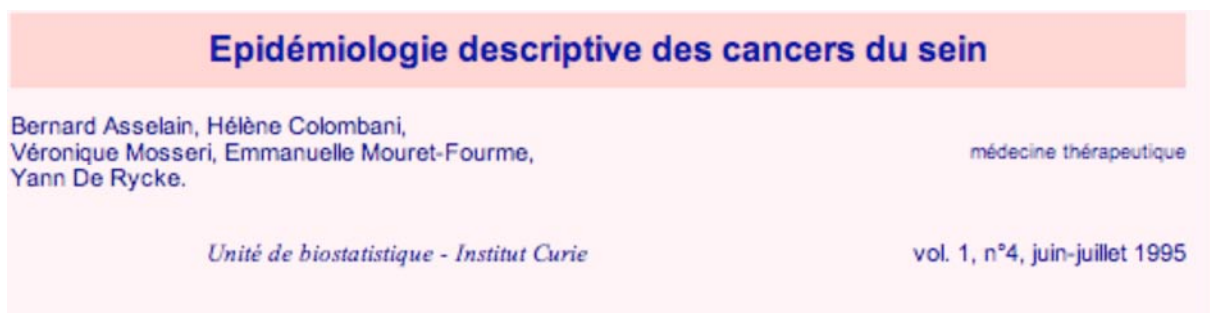 Epidémiologie descriptive des cancers du sein
Bernard Asselain, Hélène Colombani,
Véronique Mosseri, Emmanuelle Mouret-Fourme,
Yann De Rycke.
médecine thérapeutique
Unité de biostatistique - Institut Curie
vol. 1, n°4, juin-juillet 1995